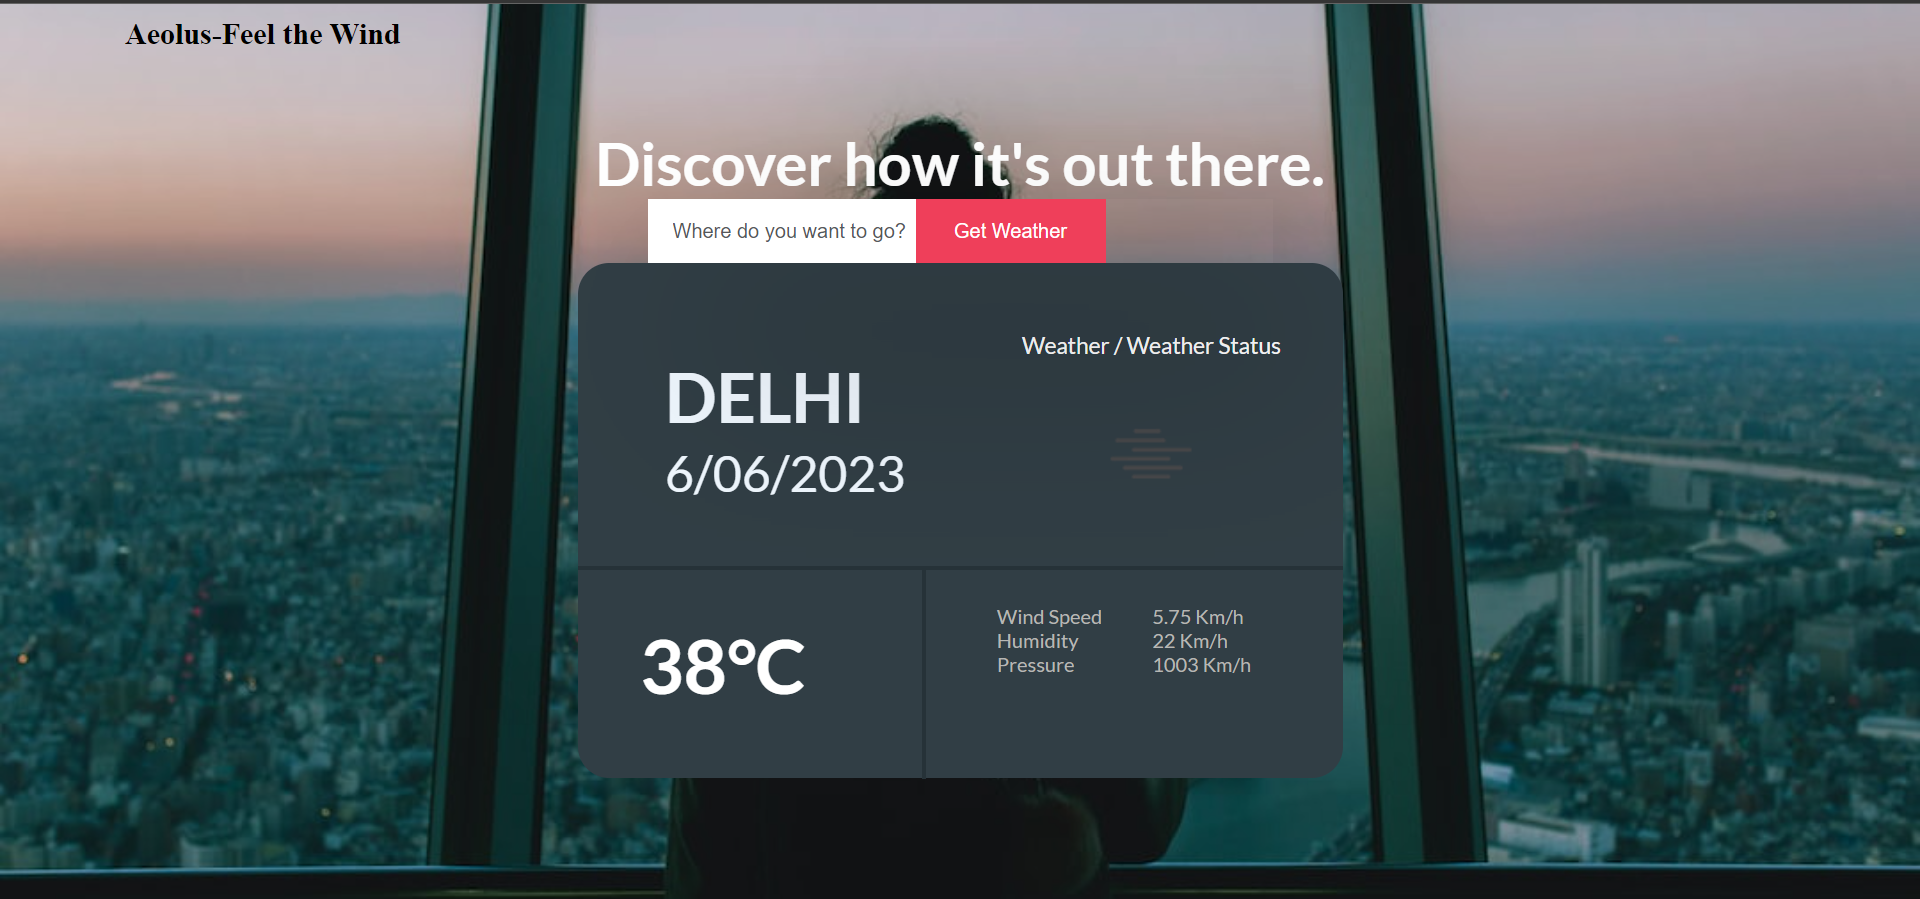 Aeolus-Feel the Wind
Discover how it's out there.
Where do you want to go? Get Weather
Weather / Weather Status
DELHI
6/06/2023
38°C
Wind Speed 5.75 Km/h
Humidity 22 Km/h
Pressure 1003 Km/h